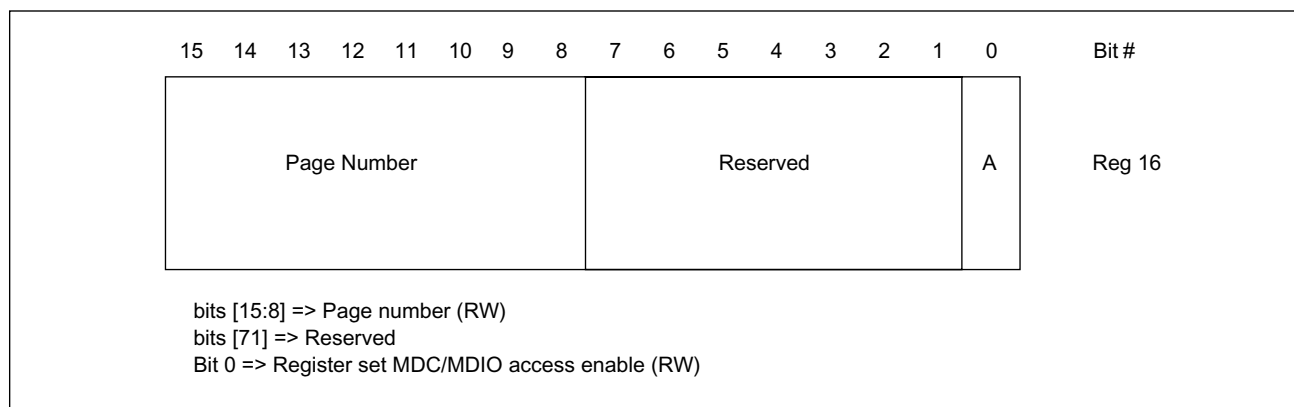 15 14 13 12 11 10 9 8 7 6 5 4 3 2 1 0 Bit #
Page Number Reserved A Reg 16
bits [15:8] => Page number (RW)
bits [71] => Reserved
Bit 0 => Register set MDC/MDIO access enable (RW)